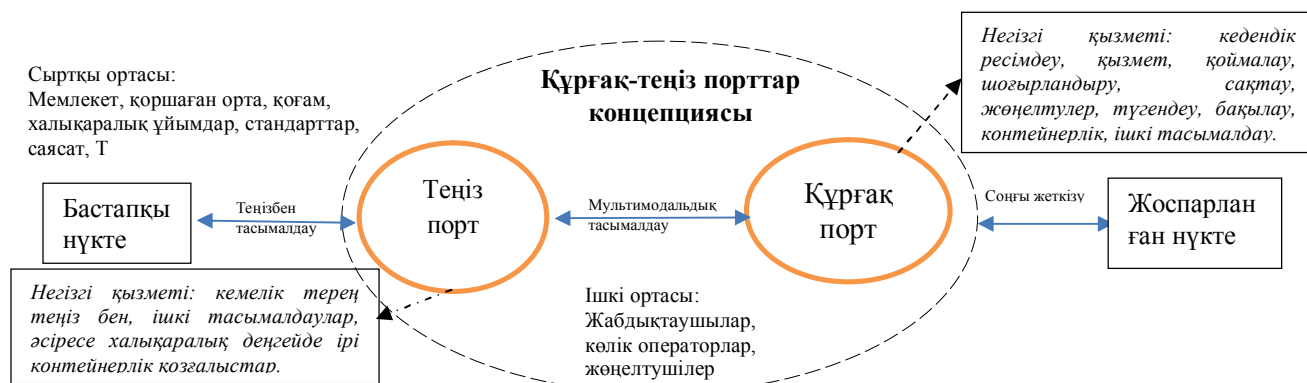 Сыртқы ортасы:
Мемлекет, қоршаған орта, қоғам,
халықаралық ұйымдар, стандарттар,
саясат, Т
Құрғақ-теңіз порттар
концепциясы
Негізгі қызметі: кедендік
ресімдеу, қызмет, қоймалау,
шоғырландыру, сақтау,
жөнелтулер, түгендеу, бақылау,
контейнерлік, ішкі тасымалдау.
Бастапқы
нүкте
Теңізбен
тасымалдау
Теңіз
порт
Мультимодальдық
тасымалдау
Құрғақ
порт
Соңғы жеткізу
Жоспарлан
ған нүкте
Негізгі қызметі: кемелік терең
теңіз бен, ішкі тасымалдаулар,
әсіресе халықаралық деңгейде ірі
контейнерлік қозғалыстар.
Ішкі ортасы:
Жабдықтаушылар,
көлік операторлар,
жөнелтушілер